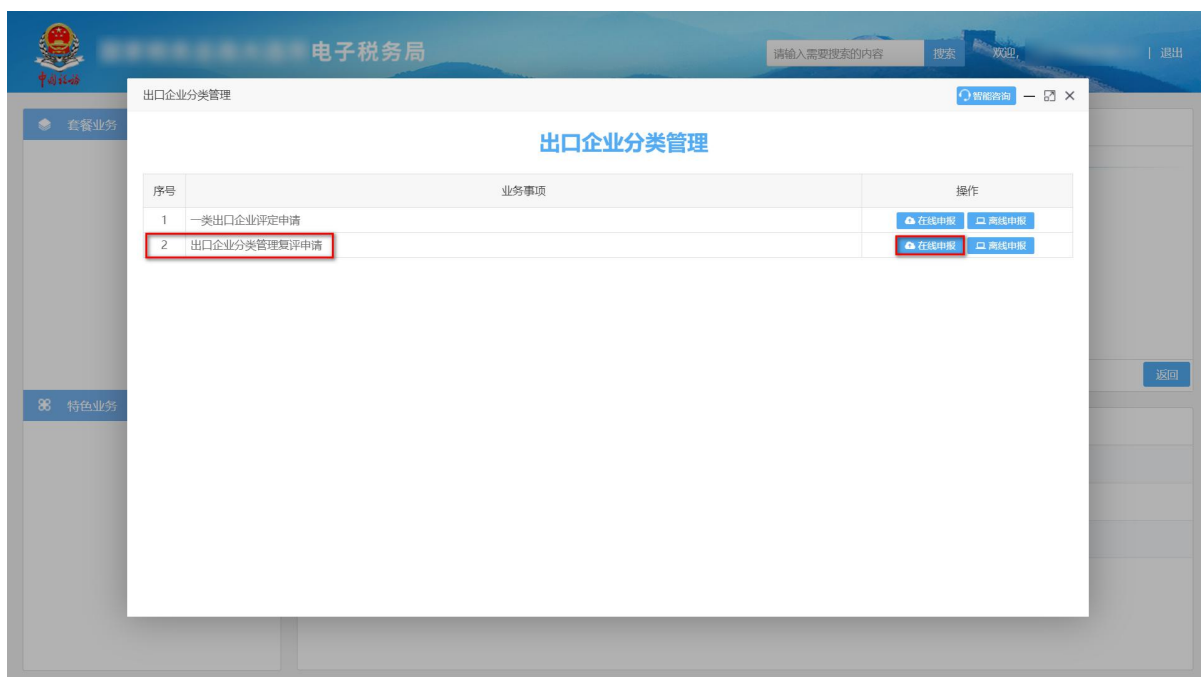 电子税务局
请输入需要搜索的内容 搜索 欢迎, | 退出
中国税务
出口企业分类管理 智能咨询
套餐业务
出口企业分类管理
序号 业务事项 操作
1 一类出口企业评定申请 在线申报 离线申报
2 出口企业分类管理复评申请 在线申报 离线申报
返回
特色业务